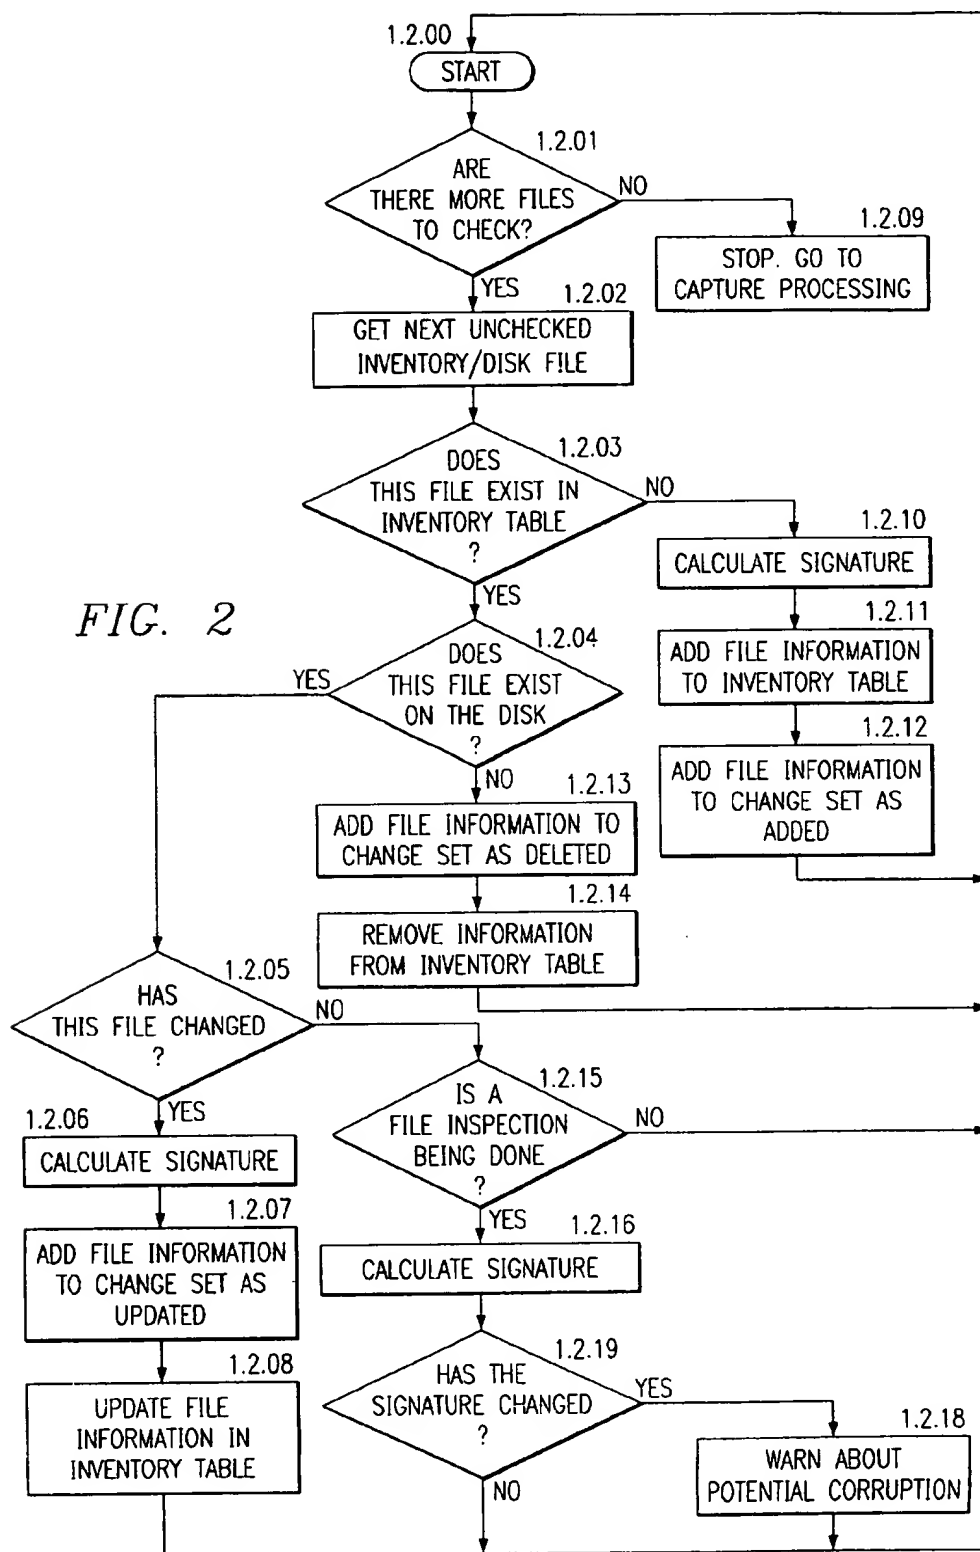 1.2.00
START
1.2.01
ARE
THERE MORE FILES
TO CHECK?
NO
1.2.09
STOP. GO TO
CAPTURE PROCESSING
YES
1.2.02
GET NEXT UNCHECKED
INVENTORY/DISK FILE
1.2.03
DOES
THIS FILE EXIST IN
INVENTORY TABLE
?
NO
1.2.10
CALCULATE SIGNATURE
YES
FIG. 2
1.2.11
ADD FILE INFORMATION
TO INVENTORY TABLE
1.2.04
DOES
THIS FILE EXIST
ON THE DISK
?
YES
1.2.12
ADD FILE INFORMATION
TO CHANGE SET AS
ADDED
NO
1.2.13
ADD FILE INFORMATION TO
CHANGE SET AS DELETED
1.2.14
REMOVE INFORMATION
FROM INVENTORY TABLE
1.2.05
HAS
THIS FILE CHANGED
?
NO
1.2.15
IS A
FILE INSPECTION
BEING DONE
?
NO
YES
1.2.06
CALCULATE SIGNATURE
1.2.07
ADD FILE INFORMATION
TO CHANGE SET AS
UPDATED
YES
1.2.16
CALCULATE SIGNATURE
1.2.08
UPDATE FILE
INFORMATION IN
INVENTORY TABLE
1.2.19
HAS THE
SIGNATURE CHANGED
?
YES
1.2.18
WARN ABOUT
POTENTIAL CORRUPTION
NO